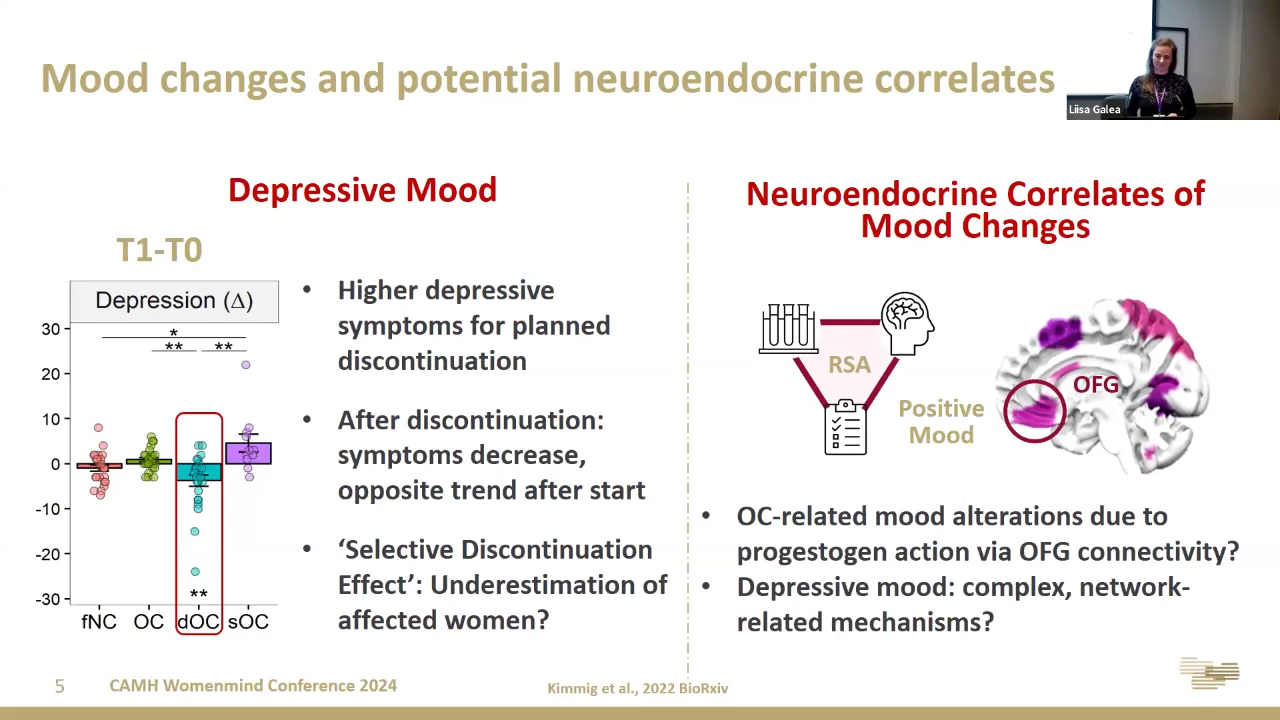 Mood changes and potential neuroendocrine correlates
Liisa Galea
Depressive Mood
T1-T0
Depression (Δ)
30
20
10
0
-10
-20
-30
*
**
**
**
fNC
OC
dOC
sOC
• Higher depressive
symptoms for planned
discontinuation
• After discontinuation:
symptoms decrease,
opposite trend after start
• ‘Selective Discontinuation
Effect’: Underestimation of
affected women?
Neuroendocrine Correlates of
Mood Changes
RSA
Positive
Mood
OFG
• OC-related mood alterations due to
progestogen action via OFG connectivity?
• Depressive mood: complex, network-
related mechanisms?
5
CAMH Womenmind Conference 2024
Kimmig et al., 2022 BioRxiv